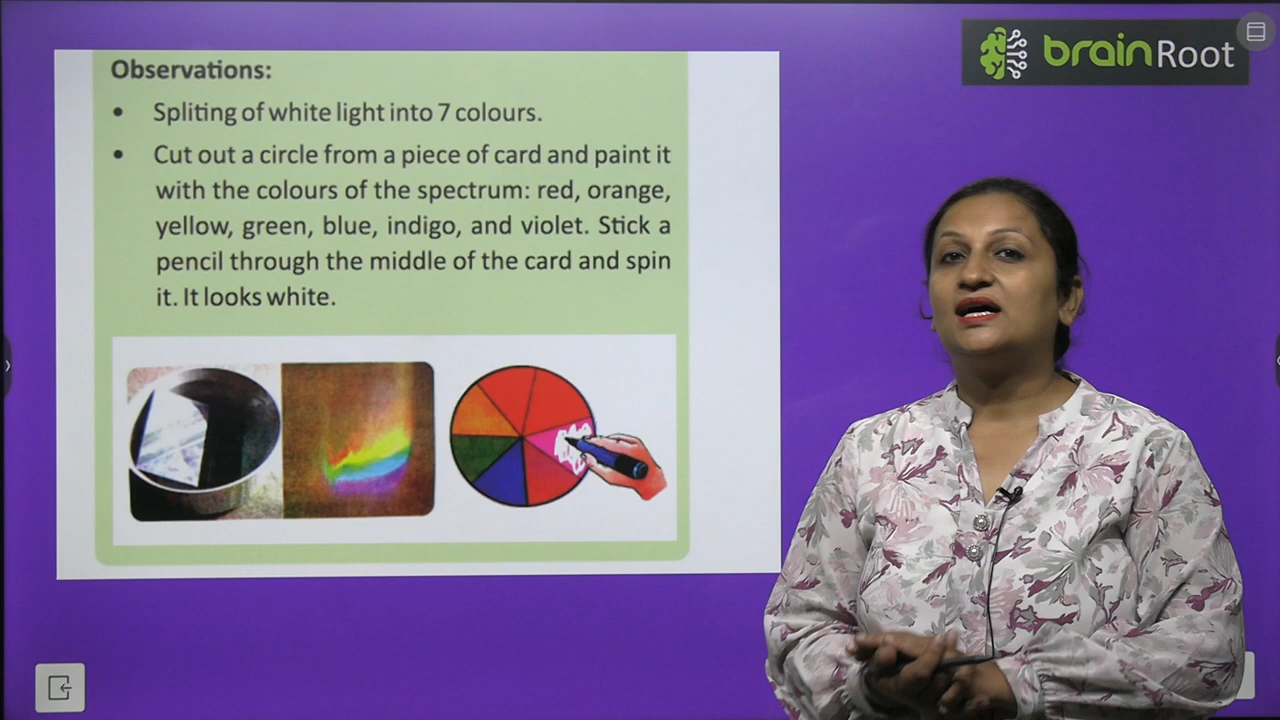 Observations:
brainRoot
• Spliting of white light into 7 colours.
• Cut out a circle from a piece of card and paint it
with the colours of the spectrum: red, orange,
yellow, green, blue, indigo, and violet. Stick a
pencil through the middle of the card and spin
it. It looks white.